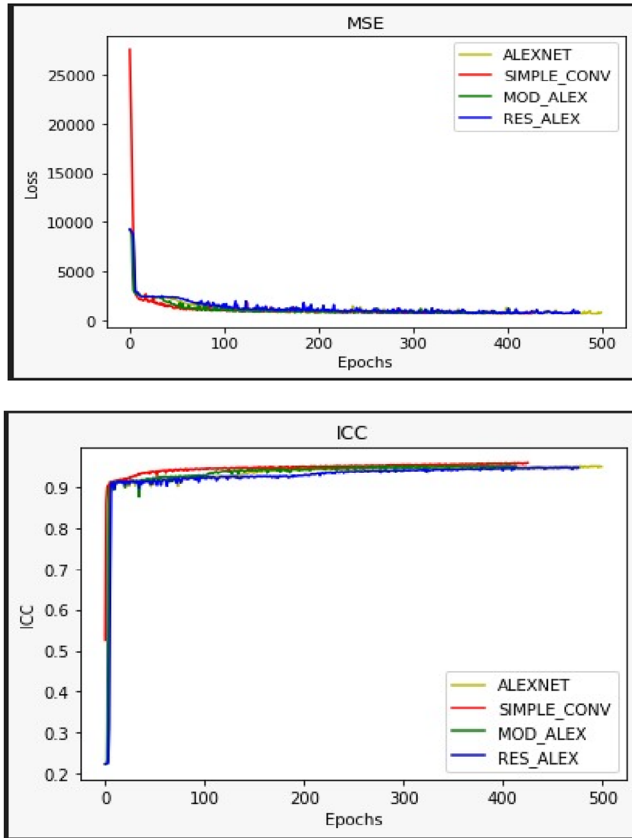 MSE
ALEXNET
SIMPLE_CONV
MOD_ALEX
RES_ALEX
25000
20000
15000
10000
5000
0
Loss
0 100 200 300 400 500
Epochs
ICC
0.9
0.8
0.7
0.6
0.5
0.4
0.3
0.2
ICC
ALEXNET
SIMPLE_CONV
MOD_ALEX
RES_ALEX
0 100 200 300 400 500
Epochs